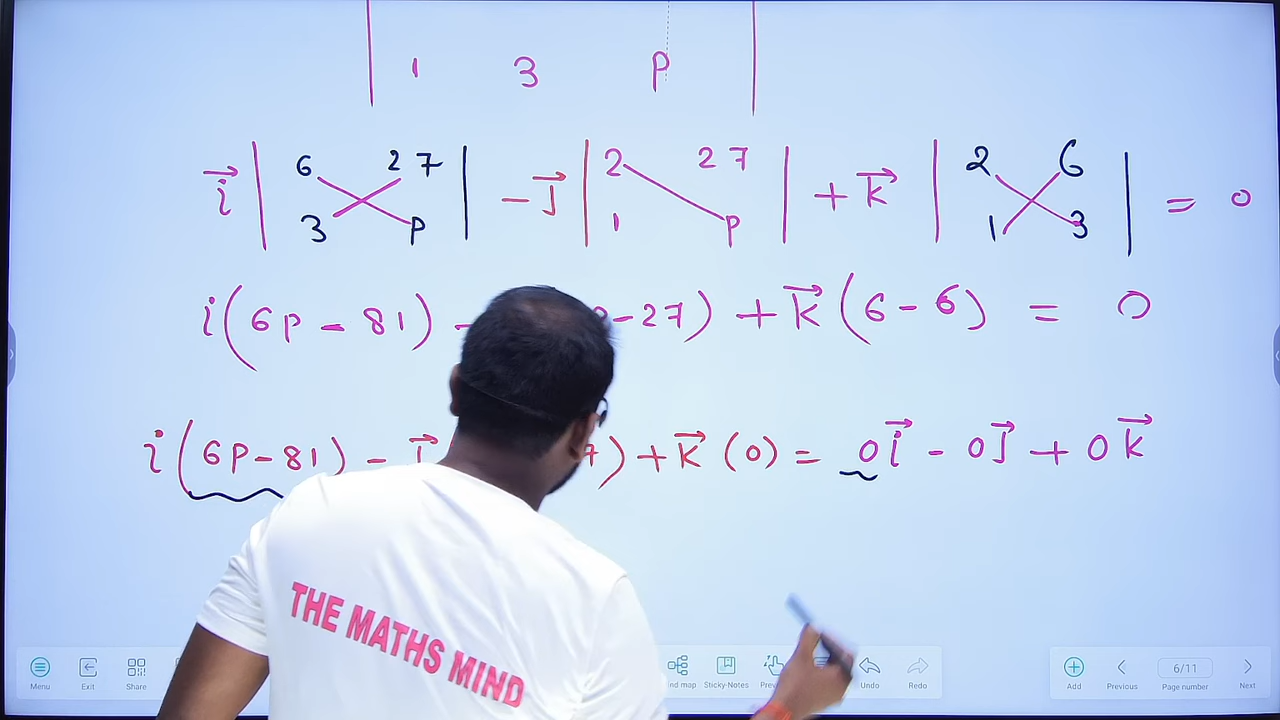 1 3 P
i 6 27 - J 2 27 + K 2 6 = 0
3 P 1 P 1 3
i (6P - 81) - -27) + K (6 - 6) = 0
i (6P - 81) - J 7) + K (0) = 0i - 0J + 0K
THE MATHS MIND
Menu Exit Share Sticky-Notes Undo Redo Add Previous 6/11 Page number Next